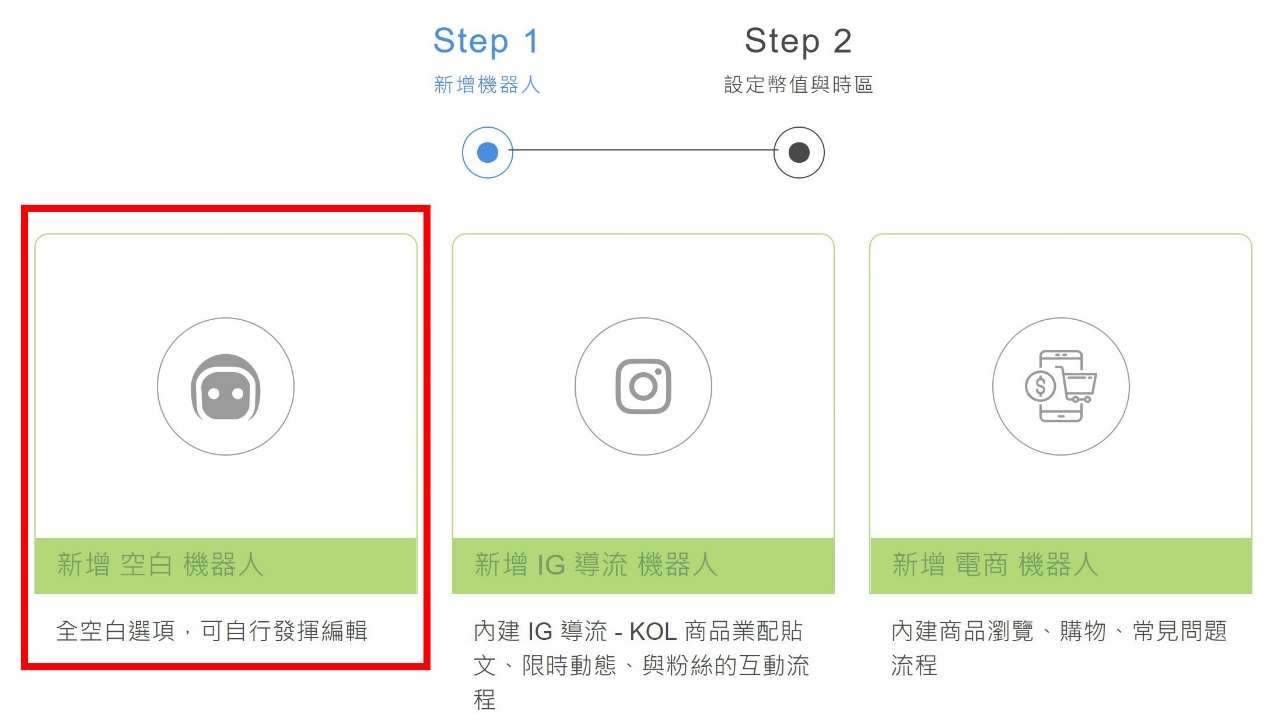 Step 1
Step 2
新增機器人
設定幣值與時區
新增 空白 機器人
全空白選項，可自行發揮編輯
新增 IG 導流 機器人
內建 IG 導流 - KOL 商品業配貼
文、限時動態、與粉絲的互動流
程
新增 電商 機器人
內建商品瀏覽、購物、常見問題
流程